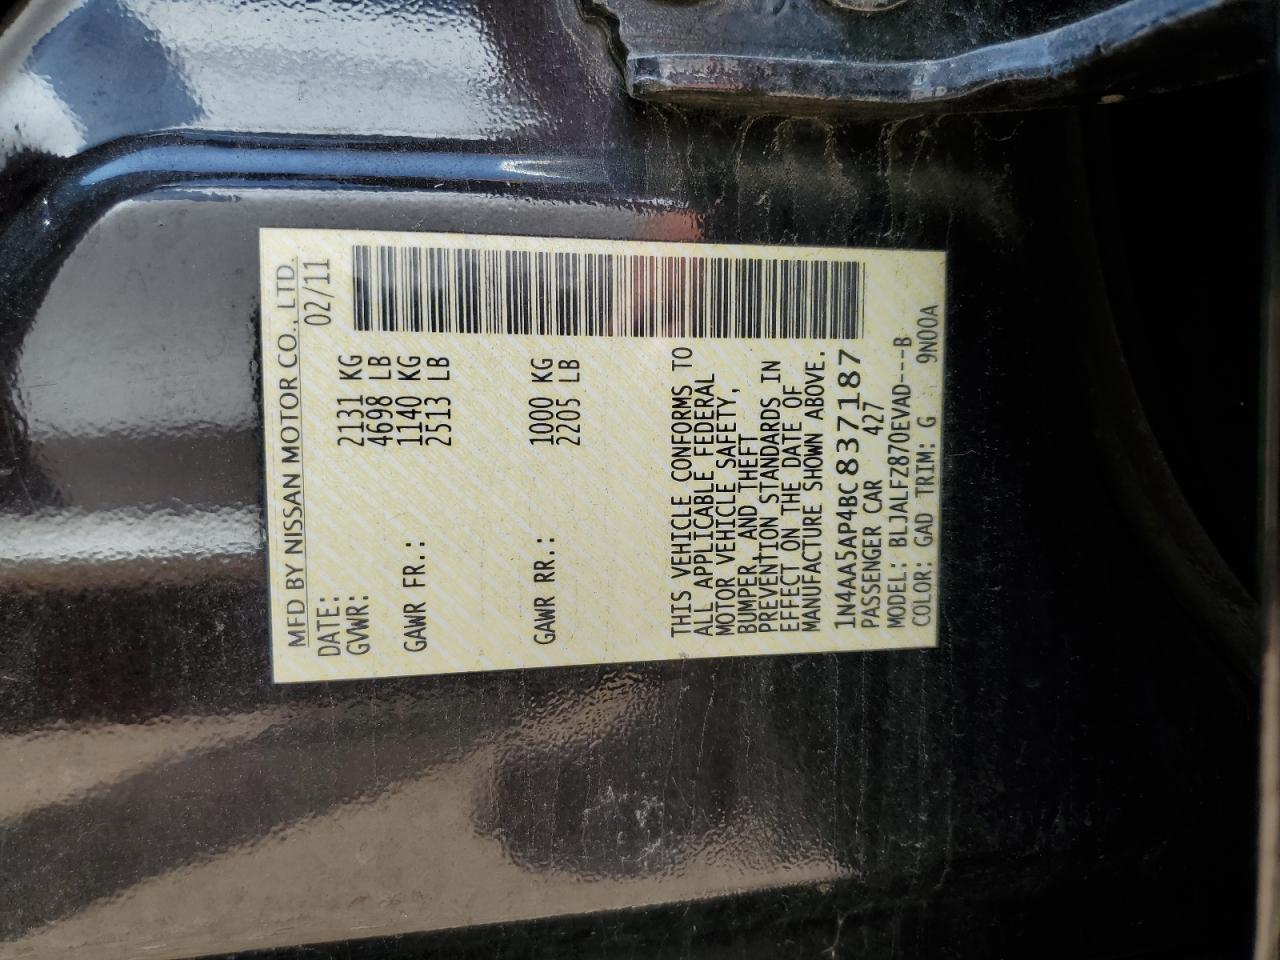 MFD BY NISSAN MOTOR CO., LTD.
DATE: 02/11
GVWR: 2131 KG
4698 LB
GAWR FR.: 1140 KG
2513 LB
GAWR RR.: 1000 KG
2205 LB
THIS VEHICLE CONFORMS TO
ALL APPLICABLE FEDERAL
MOTOR VEHICLE SAFETY,
BUMPER, AND THEFT
PREVENTION STANDARDS IN
EFFECT ON THE DATE OF
MANUFACTURE SHOWN ABOVE.
1N4AA5AP4BC837187
PASSENGER CAR 427
MODEL: BLJALFZ870EVAD---B
COLOR: GAD TRIM: G 9N00A